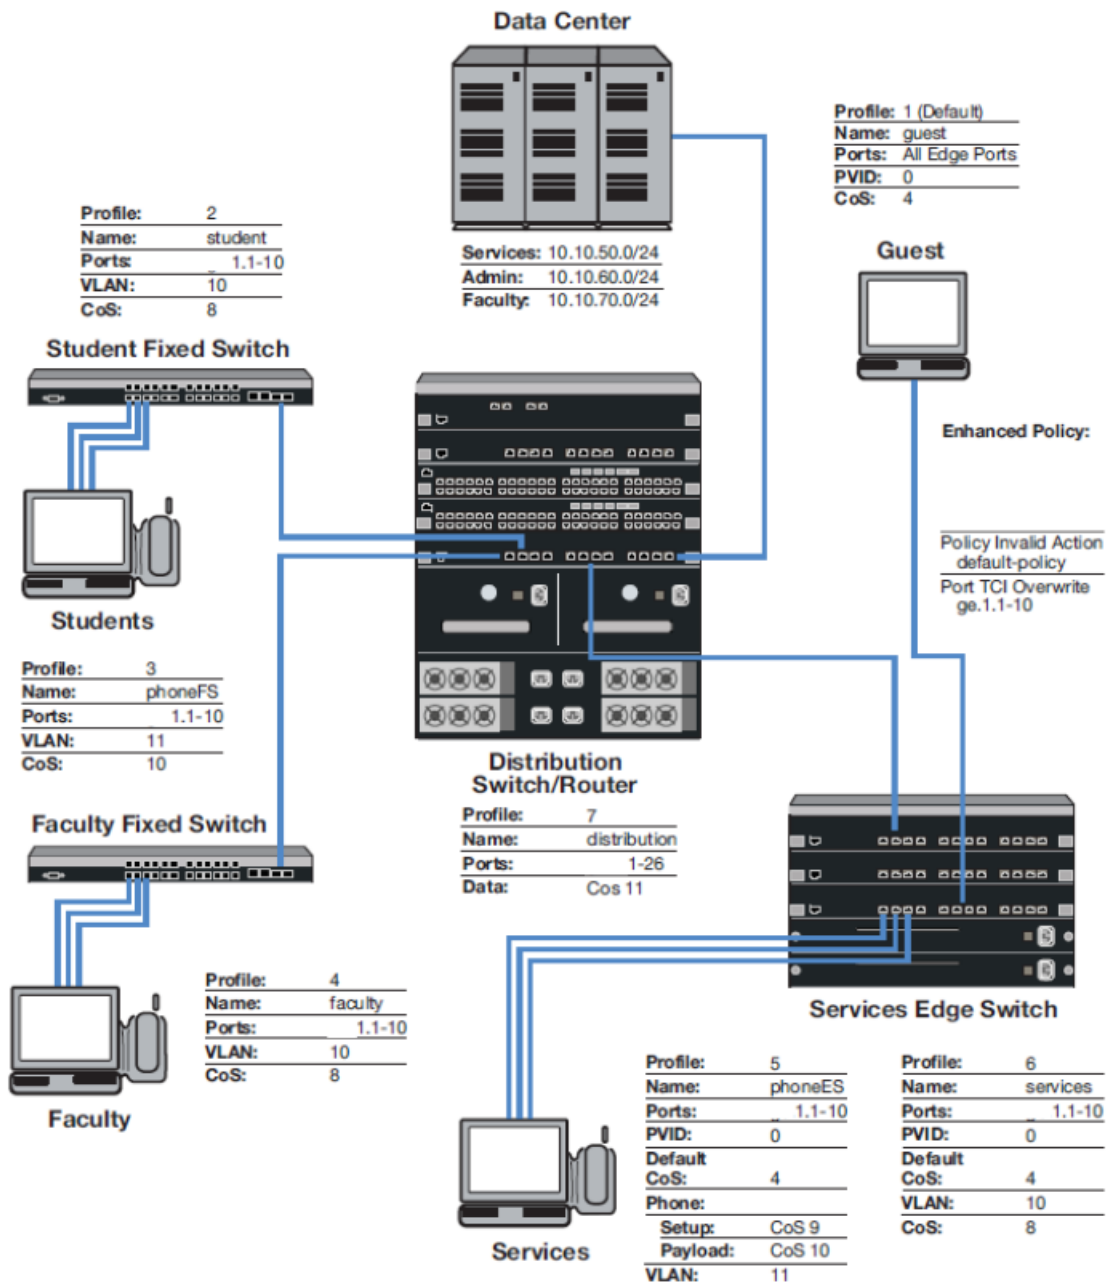 Data Center
Profile: 1 (Default)
Name: guest
Ports: All Edge Ports
PVID: 0
CoS: 4
Profile: 2
Name: student
Ports: _ 1.1-10
VLAN: 10
CoS: 8
Services: 10.10.50.0/24
Admin: 10.10.60.0/24
Faculty: 10.10.70.0/24
Guest
Student Fixed Switch
Enhanced Policy:
Policy Invalid Action
default-policy
Port TCI Overwrite
ge.1.1-10
Students
Profile: 3
Name: phoneFS
Ports: _ 1.1-10
VLAN: 11
CoS: 10
Distribution
Switch/Router
Profile: 7
Name: distribution
Ports: 1-26
Data: Cos 11
Faculty Fixed Switch
Profile: 4
Name: faculty
Ports: _ 1.1-10
VLAN: 10
CoS: 8
Faculty
Services Edge Switch
Profile: 5
Name: phoneES
Ports: _ 1.1-10
PVID: 0
Default
CoS: 4
Phone:
Setup: CoS 9
Payload: CoS 10
VLAN: 11
Profile: 6
Name: services
Ports: _ 1.1-10
PVID: 0
Default
CoS: 4
VLAN: 10
CoS: 8
Services